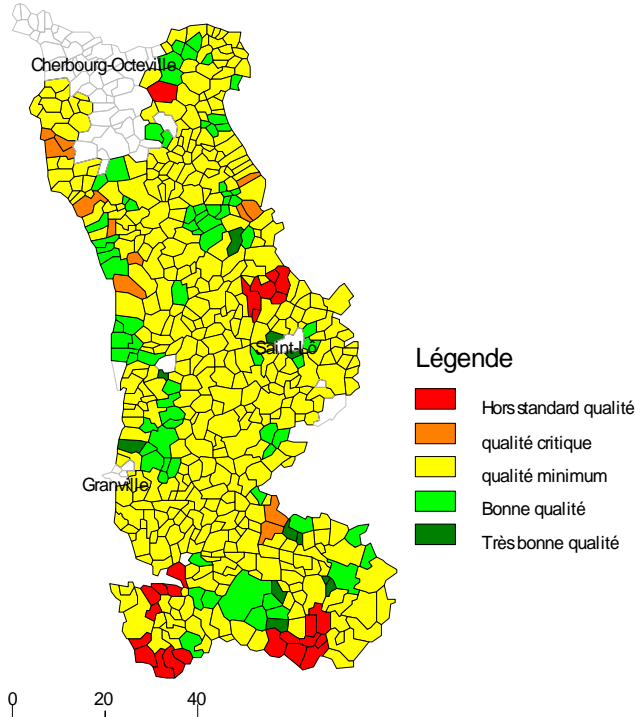 Cherbourg-Octeville
Saint-Lô
Granville
Légende
Hors standard qualité
qualité critique
qualité minimum
Bonne qualité
Très bonne qualité
0 20 40